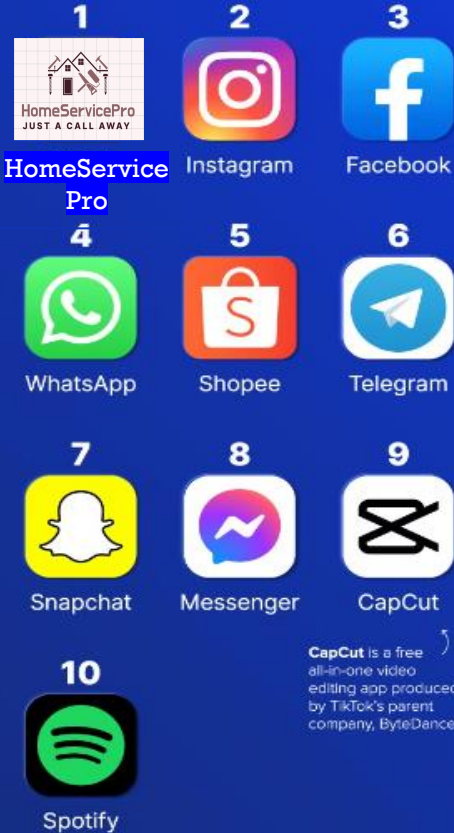 1
2
3
HomeServicePro
JUST A CALL AWAY
HomeService
Pro
Instagram
Facebook
4
5
6
S
WhatsApp
Shopee
Telegram
7
8
9
Snapchat
Messenger
CapCut
CapCut is a free
all-in-one video
editing app produced
by TikTok's parent
company, ByteDance
10
Spotify